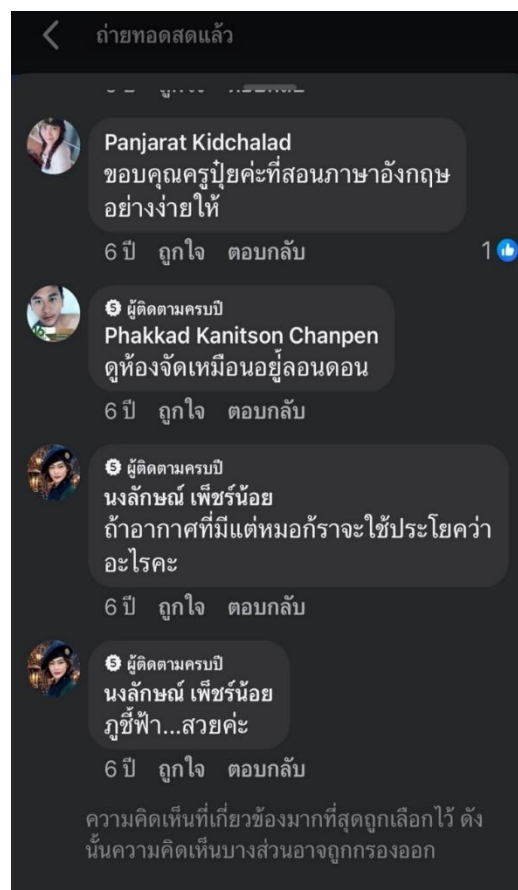 ถ่ายทอดสดแล้ว
Panjarat Kidchalad
ขอบคุณครูปุ๋ยค่ะที่สอนภาษาอังกฤษ
อย่างง่ายให้
6 ปี ถูกใจ ตอบกลับ 1
ผู้ติดตามครบปี
Phakkad Kanitson Chanpen
ดูห้องจัดเหมือนอยู่ลอนดอน
6 ปี ถูกใจ ตอบกลับ
ผู้ติดตามครบปี
นงลักษณ์ เพ็ชร์น้อย
ถ้าอากาศที่มีแต่หมอก้ราจะใช้ประโยคว่า
อะไรคะ
6 ปี ถูกใจ ตอบกลับ
ผู้ติดตามครบปี
นงลักษณ์ เพ็ชร์น้อย
ภูชี้ฟ้า...สวยค่ะ
6 ปี ถูกใจ ตอบกลับ
ความคิดเห็นที่เกี่ยวข้องมากที่สุดถูกเลือกไว้ ดัง
นั้นความคิดเห็นบางส่วนอาจถูกกรองออก